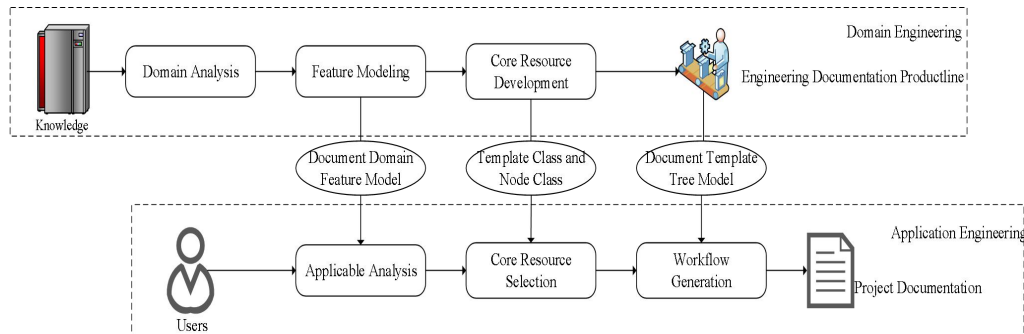 Domain Engineering
Domain Analysis
Feature Modeling
Core Resource
Development
Engineering Documentation Productline
Knowledge
Document Domain
Feature Model
Template Class and
Node Class
Document Template
Tree Model
Application Engineering
Applicable Analysis
Core Resource
Selection
Workflow
Generation
Project Documentation
Users